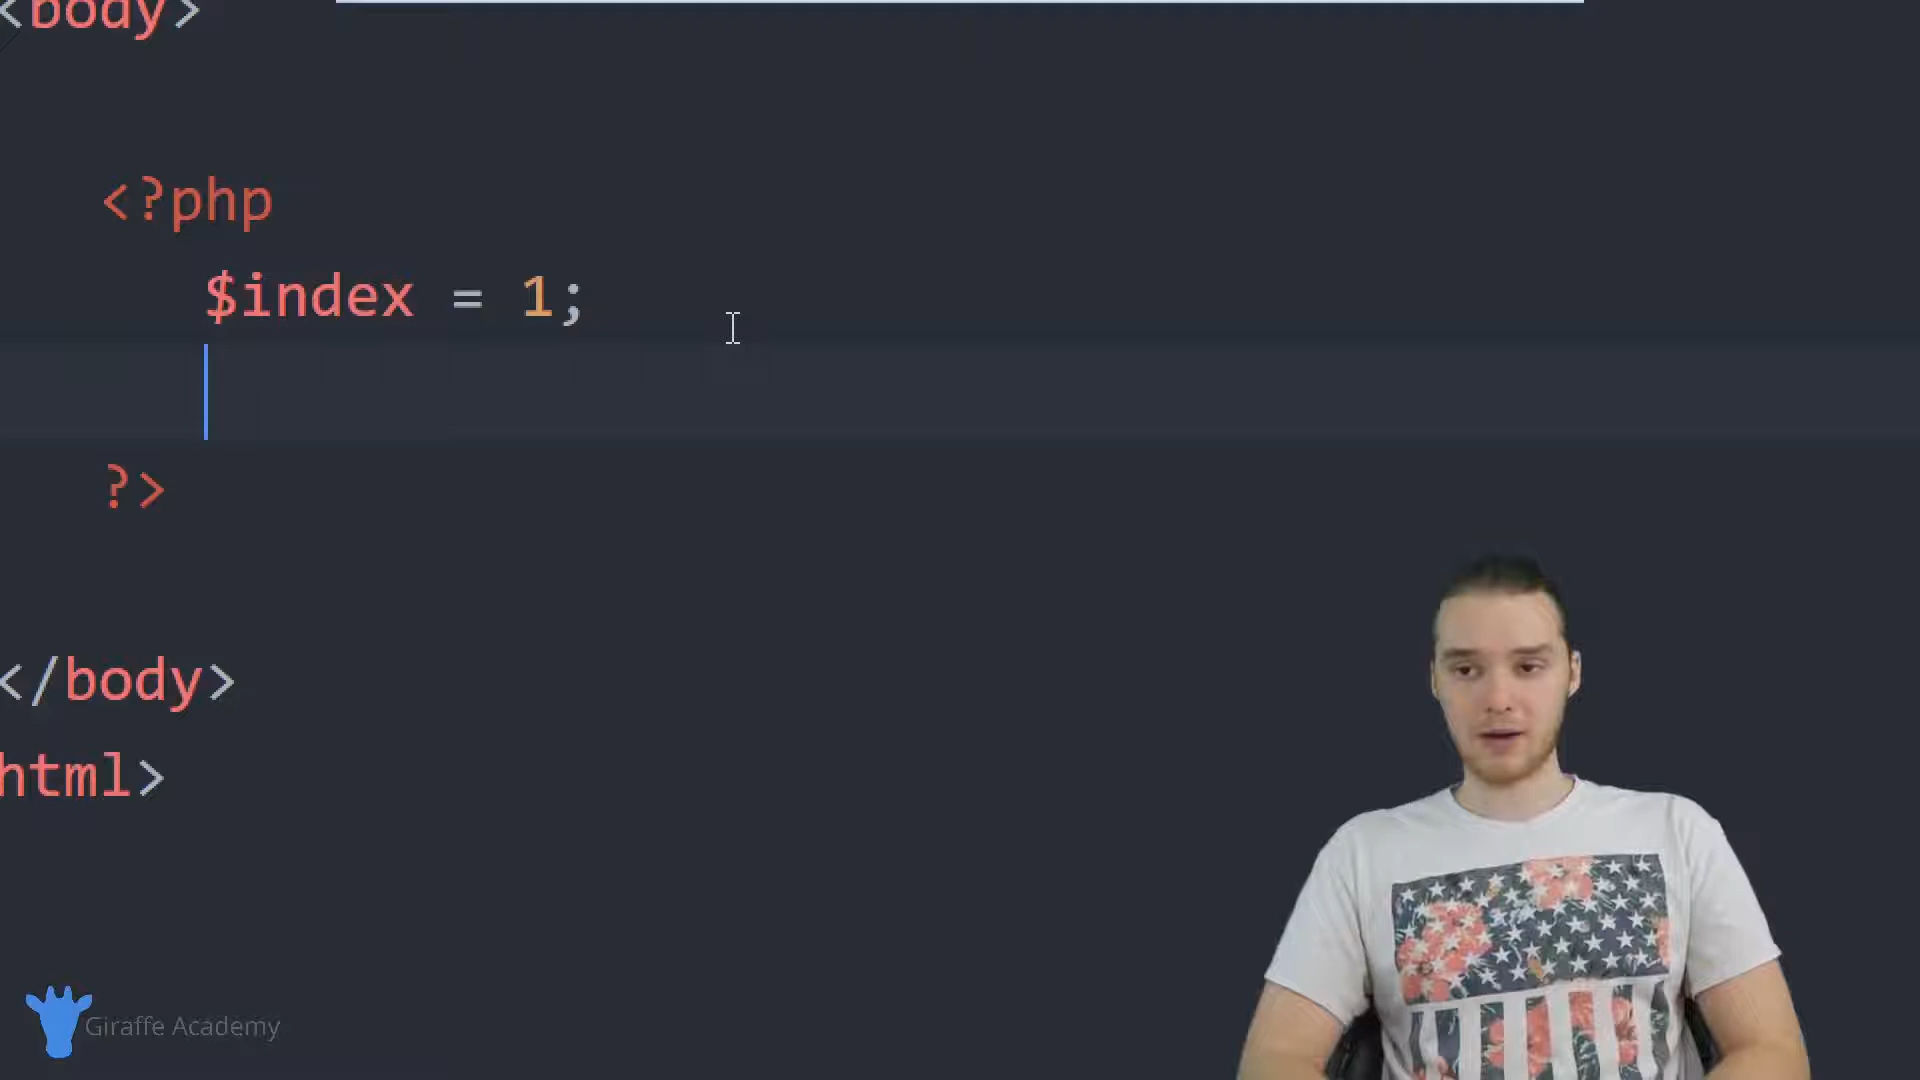 <body>
<?php
$index = 1;
?>
</body>
html>
Giraffe Academy